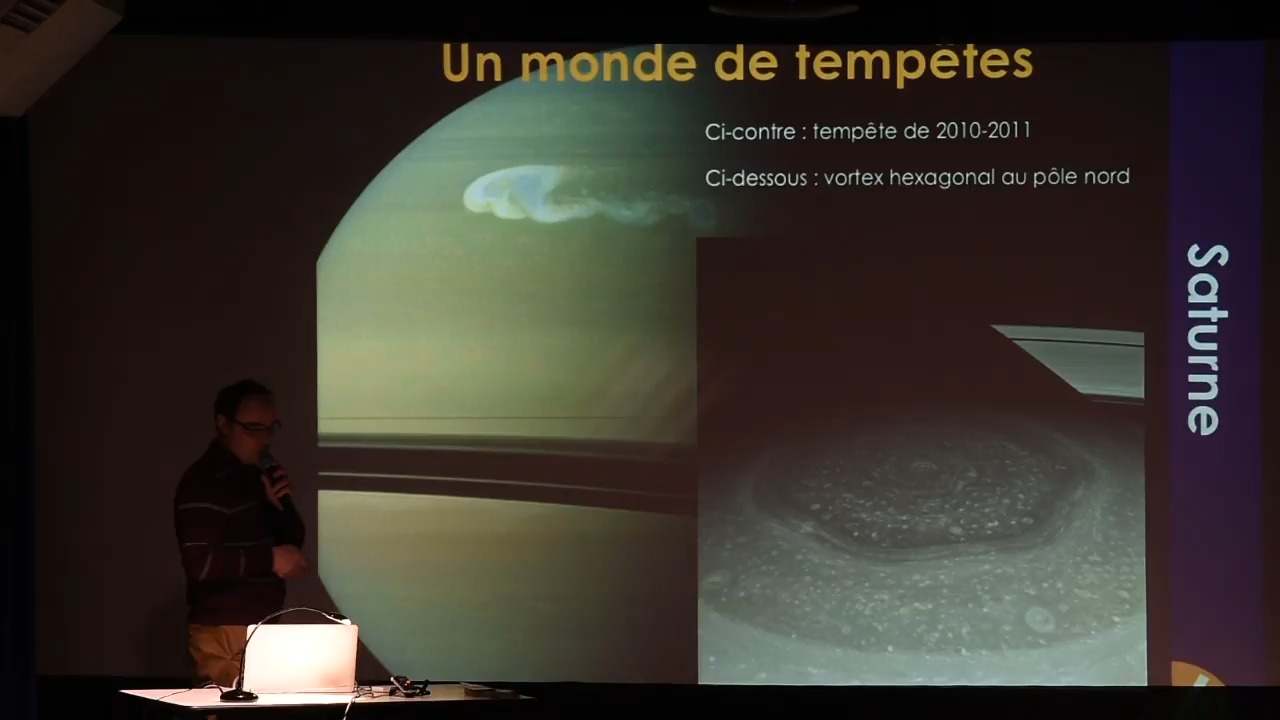 Un monde de tempêtes
Ci-contre : tempête de 2010-2011
Ci-dessous : vortex hexagonal au pôle nord
Saturne